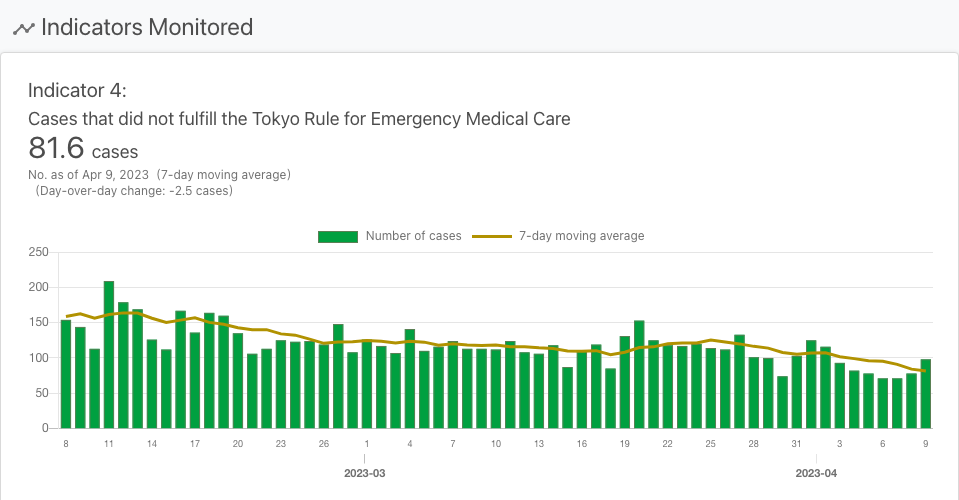 Indicators Monitored
Indicator 4:
Cases that did not fulfill the Tokyo Rule for Emergency Medical Care
81.6 cases
No. as of Apr 9, 2023 (7-day moving average)
(Day-over-day change: -2.5 cases)
Number of cases 7-day moving average
250
200
150
100
50
0
8 11 14 17 20 23 26 1 4 7 10 13 16 19 22 25 28 31 3 6 9
2023-03 2023-04